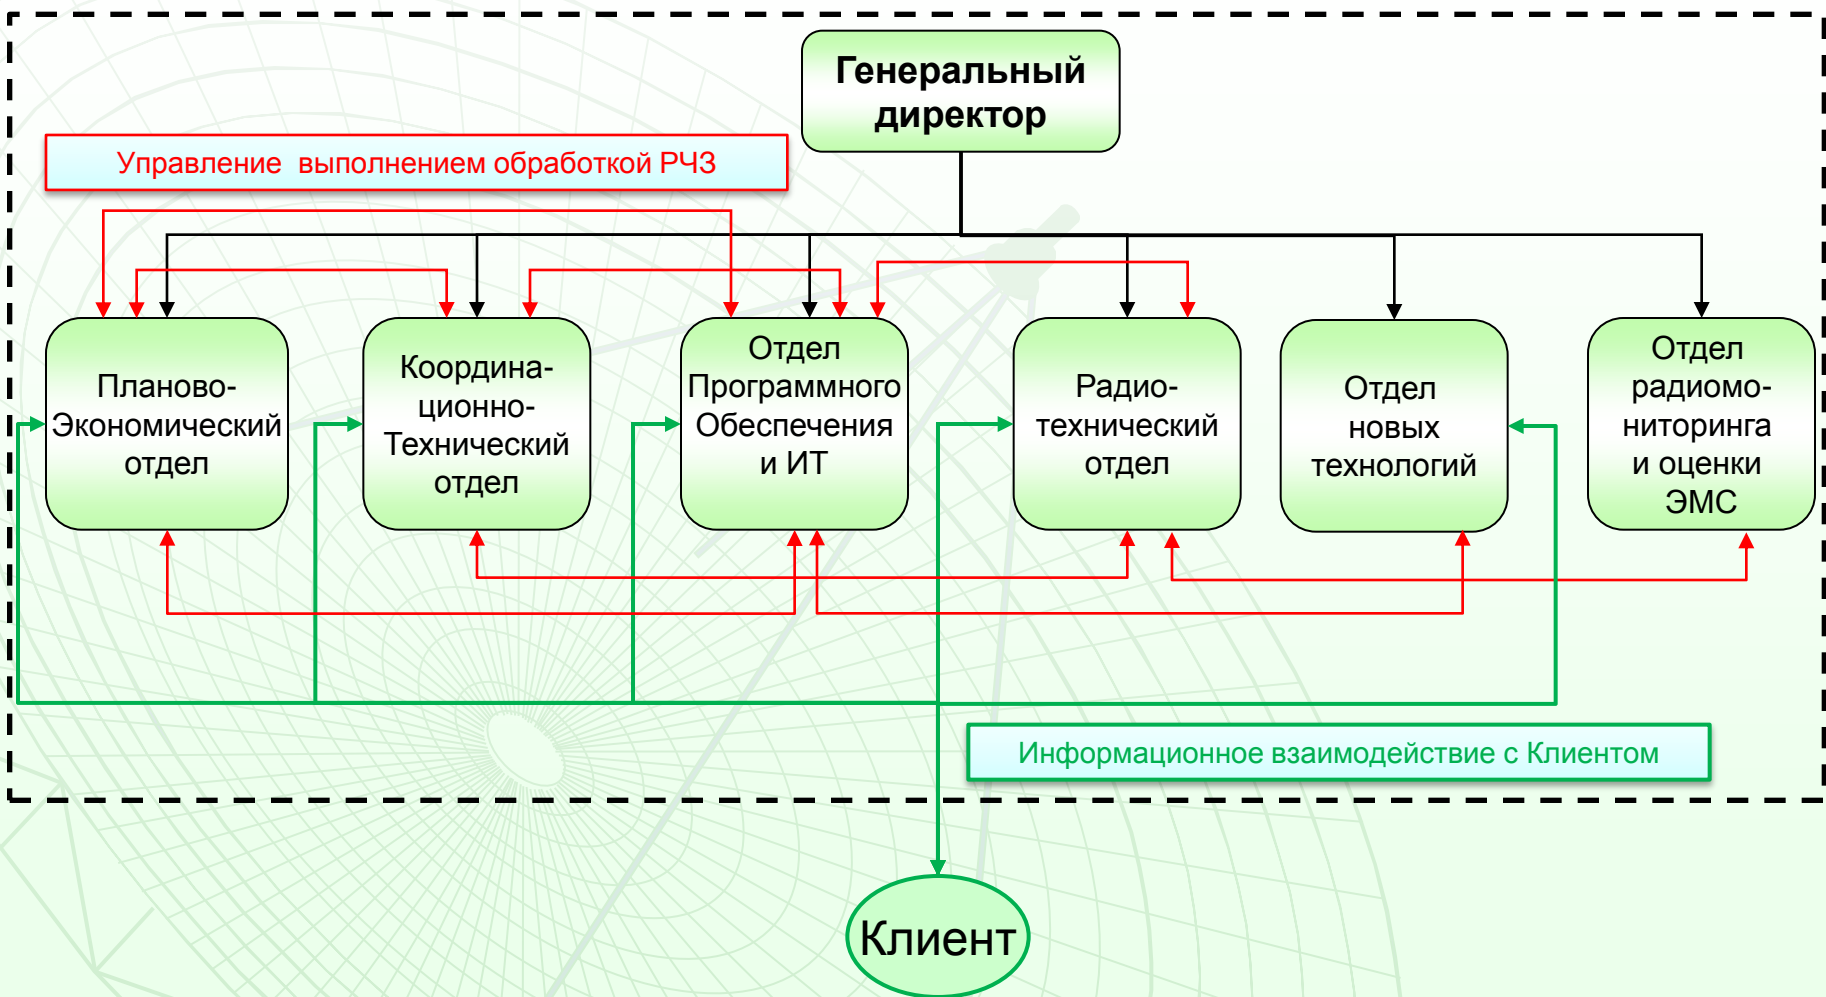 Генеральный
директор
Управление выполнением обработкой РЧЗ
Планово-
Экономический
отдел
Координа-
ционно-
Технический
отдел
Отдел
Программного
Обеспечения
и ИТ
Радио-
технический
отдел
Отдел
новых
технологий
Отдел
радиомо-
ниторинга
и оценки
ЭМС
Информационное взаимодействие с Клиентом
Клиент